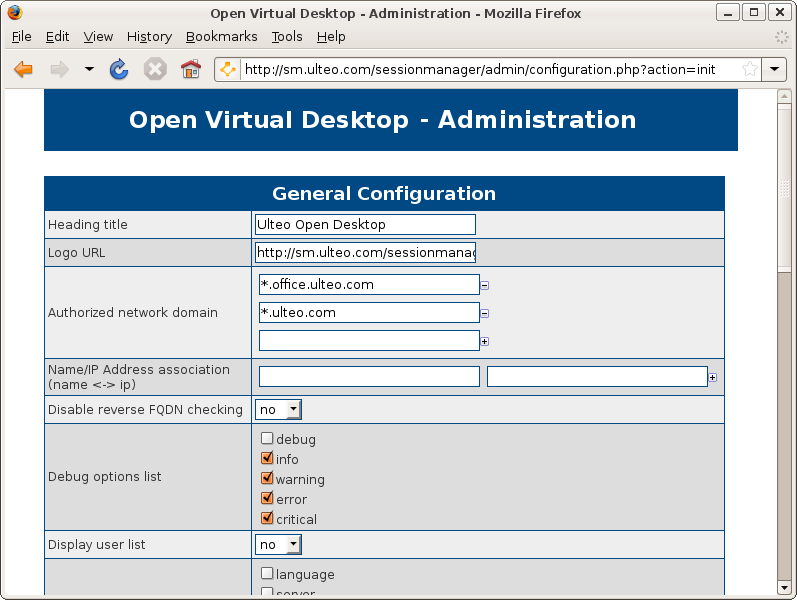 Open Virtual Desktop - Administration - Mozilla Firefox
File Edit View History Bookmarks Tools Help
http://sm.ulteo.com/sessionmanager/admin/configuration.php?action=init
Open Virtual Desktop - Administration
General Configuration
Heading title Ulteo Open Desktop
Logo URL http://sm.ulteo.com/sessionmanag
*.office.ulteo.com
Authorized network domain *.ulteo.com
Name/IP Address association
(name <-> ip)
Disable reverse FQDN checking no
debug
info
Debug options list warning
error
critical
Display user list no
language
server